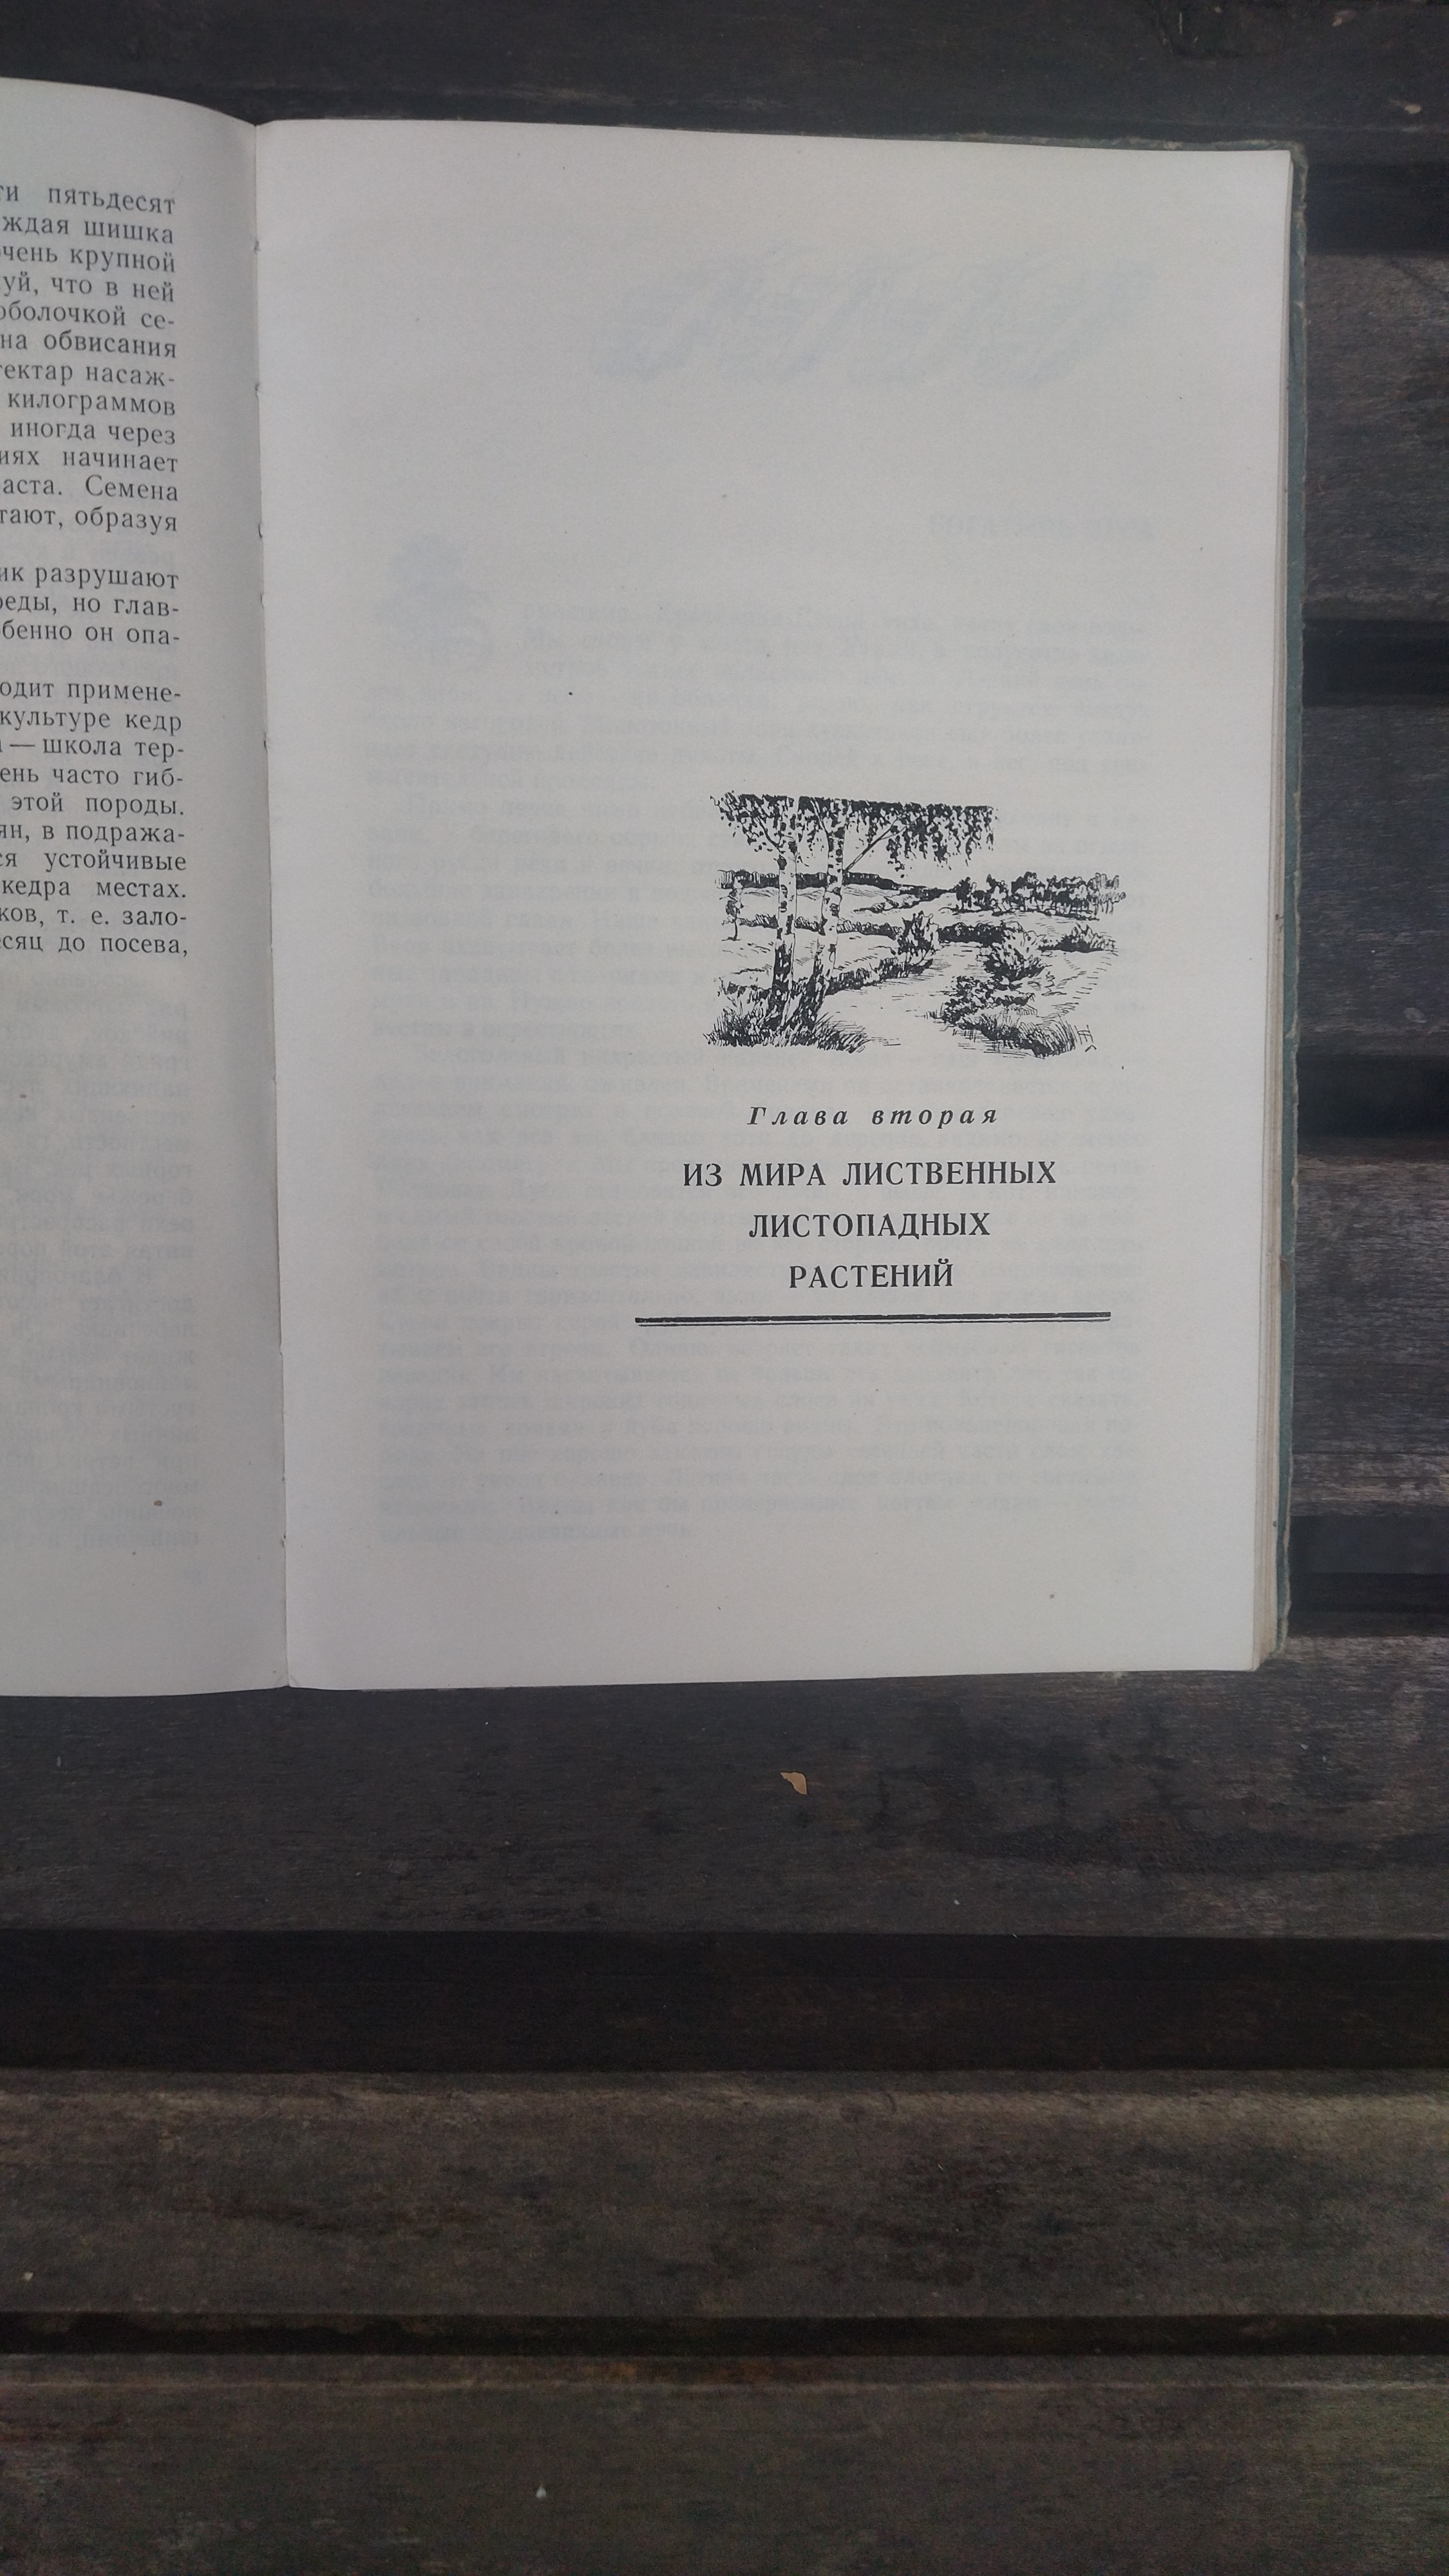 ти пятьдесят
ждая шишка
очень крупной
уй, что в ней
оболочкой се-
на обвисания
гектар насаж-
килограммов
иногда через
иях начинает
аста. Семена
тают, образуя
ик разрушают
реды, но глав-
бенно он опа-
одит примене-
культуре кедр
— школа тер-
ень часто гиб-
этой породы.
ян, в подража-
ся устойчивые
кедра местах.
ков, т. е. зало-
есяц до посева,
Глава вторая
ИЗ МИРА ЛИСТВЕННЫХ
ЛИСТОПАДНЫХ
РАСТЕНИЙ